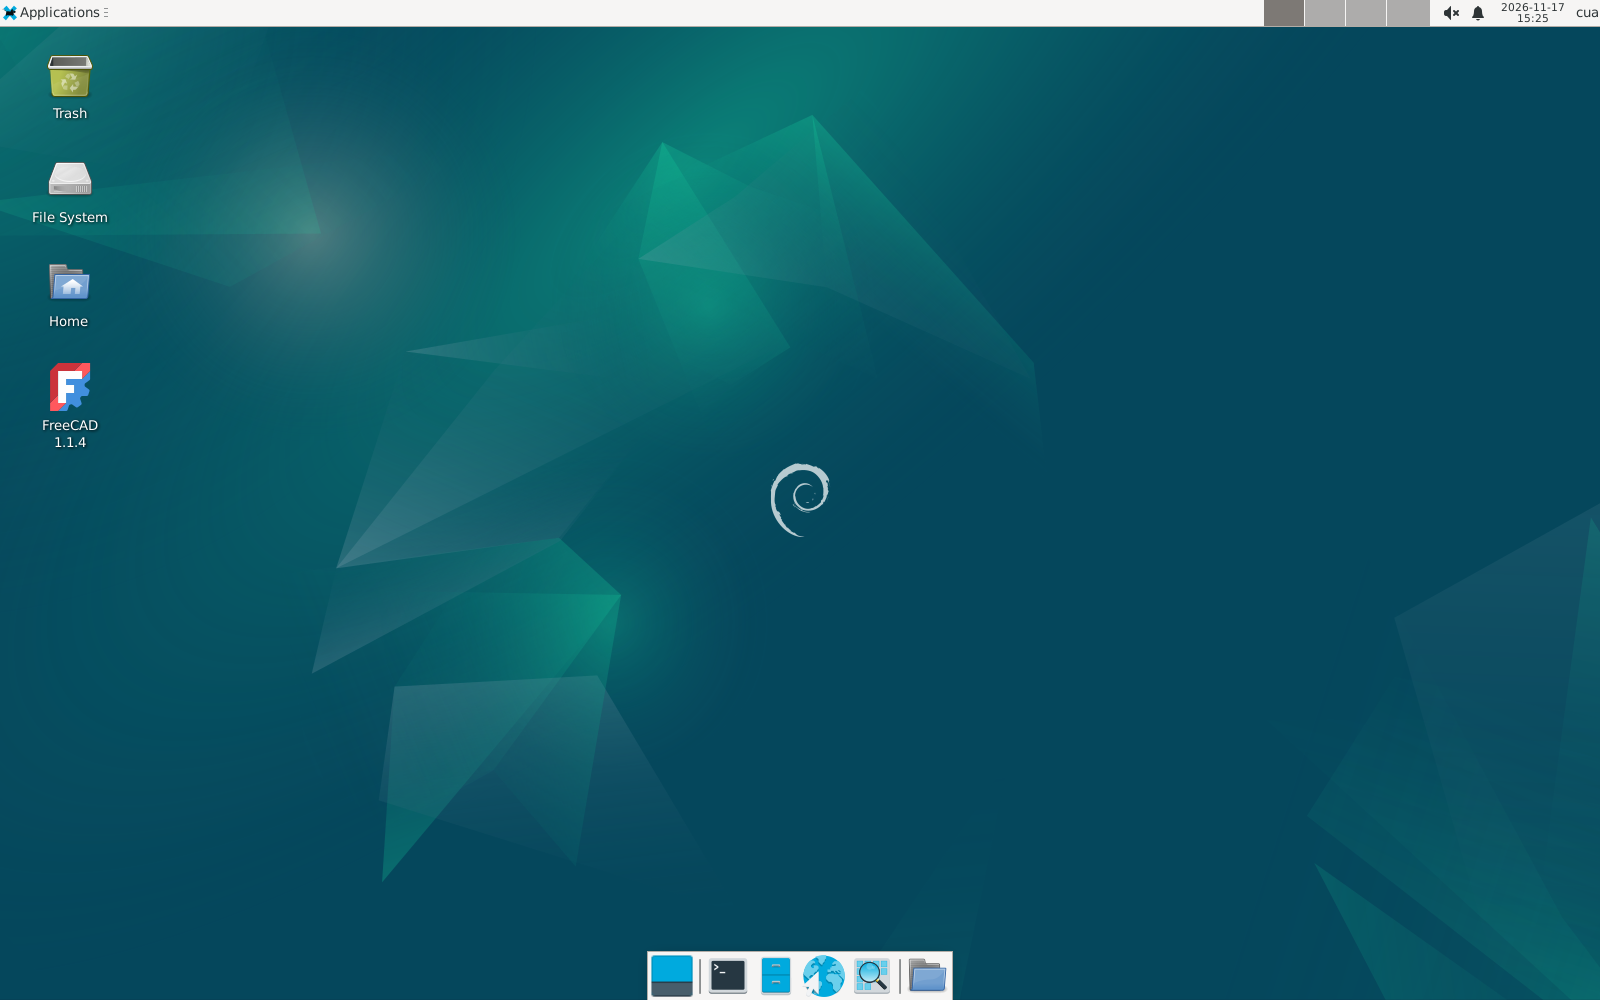 Applications
2026-11-17
15:25
cua
Trash
File System
Home
FreeCAD
1.1.4
>_